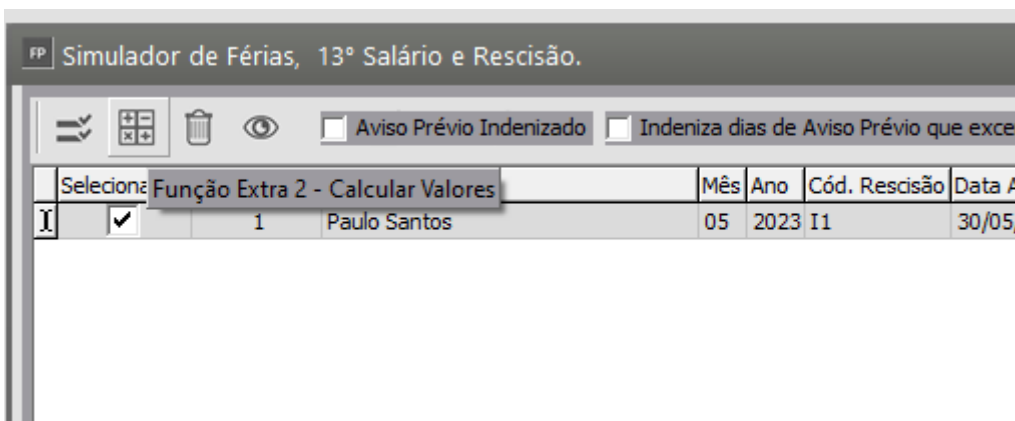 FP Simulador de Férias, 13º Salário e Rescisão.
Aviso Prévio Indenizado Indeniza dias de Aviso Prévio que exce
Seleciona Função Extra 2 - Calcular Valores Mês Ano Cód. Rescisão Data A
1 Paulo Santos 05 2023 I1 30/05/